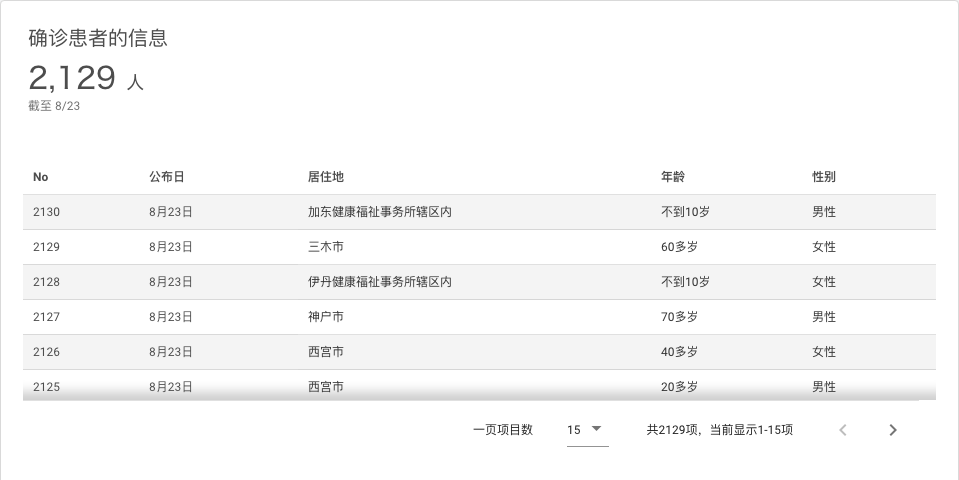 确诊患者的信息
2,129 人
截至 8/23
No 公布日 居住地 年龄 性别
2130 8月23日 加东健康福祉事务所辖区内 不到10岁 男性
2129 8月23日 三木市 60多岁 女性
2128 8月23日 伊丹健康福祉事务所辖区内 不到10岁 女性
2127 8月23日 神户市 70多岁 男性
2126 8月23日 西宫市 40多岁 女性
2125 8月23日 西宫市 20多岁 男性
一页项目数 15 共2129项，当前显示1-15项